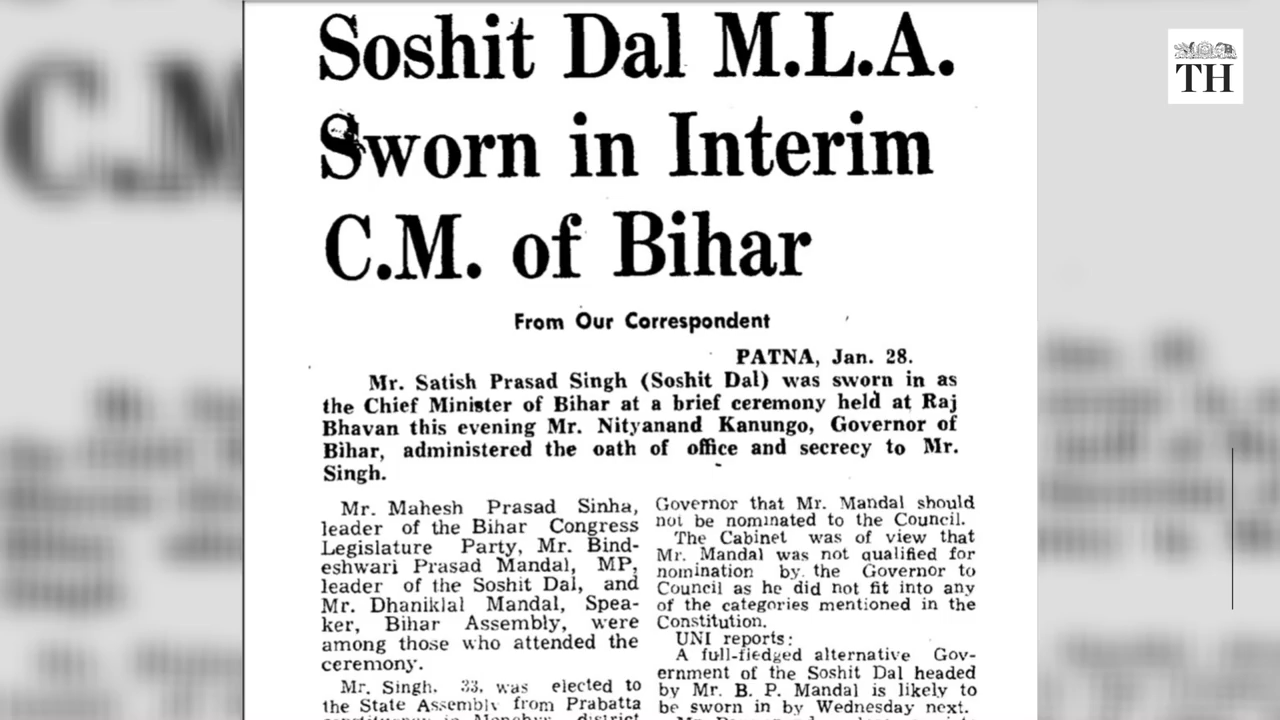 Soshit Dal M.L.A.
Sworn in Interim
C.M. of Bihar
From Our Correspondent
PATNA, Jan. 28.
Mr. Satish Prasad Singh (Soshit Dal) was sworn in as
the Chief Minister of Bihar at a brief ceremony held at Raj
Bhavan this evening Mr. Nityanand Kanungo, Governor of
Bihar, administered the oath of office and secrecy to Mr.
Singh.
Mr. Mahesh Prasad Sinha,
leader of the Bihar Congress
Legislature Party, Mr. Bind-
eshwari Prasad Mandal, MP,
leader of the Soshit Dal, and
Mr. Dhaniklal Mandal, Spea-
ker, Bihar Assembly, were
among those who attended the
ceremony.
Mr. Singh, 33, was elected to
the State Assembly from Prabatta
Governor that Mr. Mandal should
not be nominated to the Council.
The Cabinet was of view that
Mr. Mandal was not qualified for
nomination by the Governor to
Council as he did not fit into any
of the categories mentioned in the
Constitution.
UNI reports:
A full-fledged alternative Gov-
ernment of the Soshit Dal headed
by Mr. B. P. Mandal is likely to
be sworn in by Wednesday next.
TH